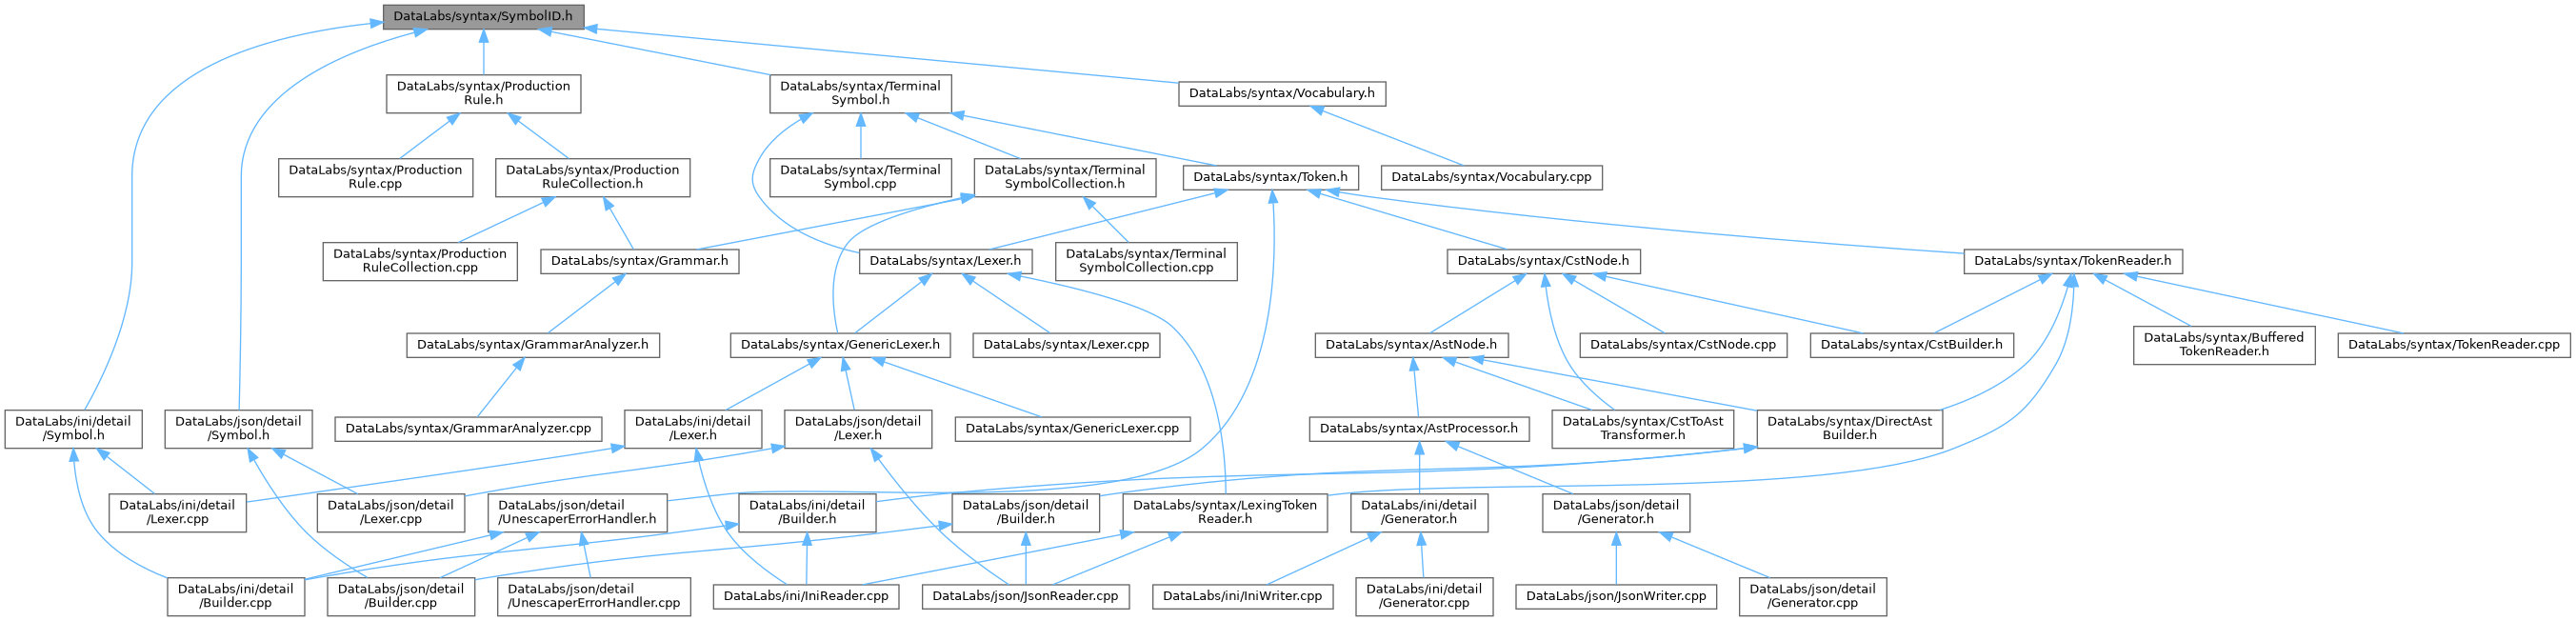 DataLabs/syntax/SymbolID.h
DataLabs/syntax/Production
Rule.h
DataLabs/syntax/Terminal
Symbol.h
DataLabs/syntax/Vocabulary.h
DataLabs/syntax/Production
Rule.cpp
DataLabs/syntax/Production
RuleCollection.h
DataLabs/syntax/Terminal
Symbol.cpp
DataLabs/syntax/Terminal
SymbolCollection.h
DataLabs/syntax/Token.h
DataLabs/syntax/Vocabulary.cpp
DataLabs/syntax/Production
RuleCollection.cpp
DataLabs/syntax/Grammar.h
DataLabs/syntax/Lexer.h
DataLabs/syntax/Terminal
SymbolCollection.cpp
DataLabs/syntax/CstNode.h
DataLabs/syntax/TokenReader.h
DataLabs/syntax/GrammarAnalyzer.h
DataLabs/syntax/GenericLexer.h
DataLabs/syntax/Lexer.cpp
DataLabs/syntax/AstNode.h
DataLabs/syntax/CstNode.cpp
DataLabs/syntax/CstBuilder.h
DataLabs/syntax/Buffered
TokenReader.h
DataLabs/syntax/TokenReader.cpp
DataLabs/ini/detail
/Symbol.h
DataLabs/json/detail
/Symbol.h
DataLabs/syntax/GrammarAnalyzer.cpp
DataLabs/ini/detail
/Lexer.h
DataLabs/json/detail
/Lexer.h
DataLabs/syntax/GenericLexer.cpp
DataLabs/syntax/AstProcessor.h
DataLabs/syntax/CstToAst
Transformer.h
DataLabs/syntax/DirectAst
Builder.h
DataLabs/ini/detail
/Lexer.cpp
DataLabs/json/detail
/Lexer.cpp
DataLabs/json/detail
/UnescaperErrorHandler.h
DataLabs/ini/detail
/Builder.h
DataLabs/json/detail
/Builder.h
DataLabs/syntax/LexingToken
Reader.h
DataLabs/ini/detail
/Generator.h
DataLabs/json/detail
/Generator.h
DataLabs/ini/detail
/Builder.cpp
DataLabs/json/detail
/Builder.cpp
DataLabs/json/detail
/UnescaperErrorHandler.cpp
DataLabs/ini/IniReader.cpp
DataLabs/json/JsonReader.cpp
DataLabs/ini/IniWriter.cpp
DataLabs/ini/detail
/Generator.cpp
DataLabs/json/JsonWriter.cpp
DataLabs/json/detail
/Generator.cpp